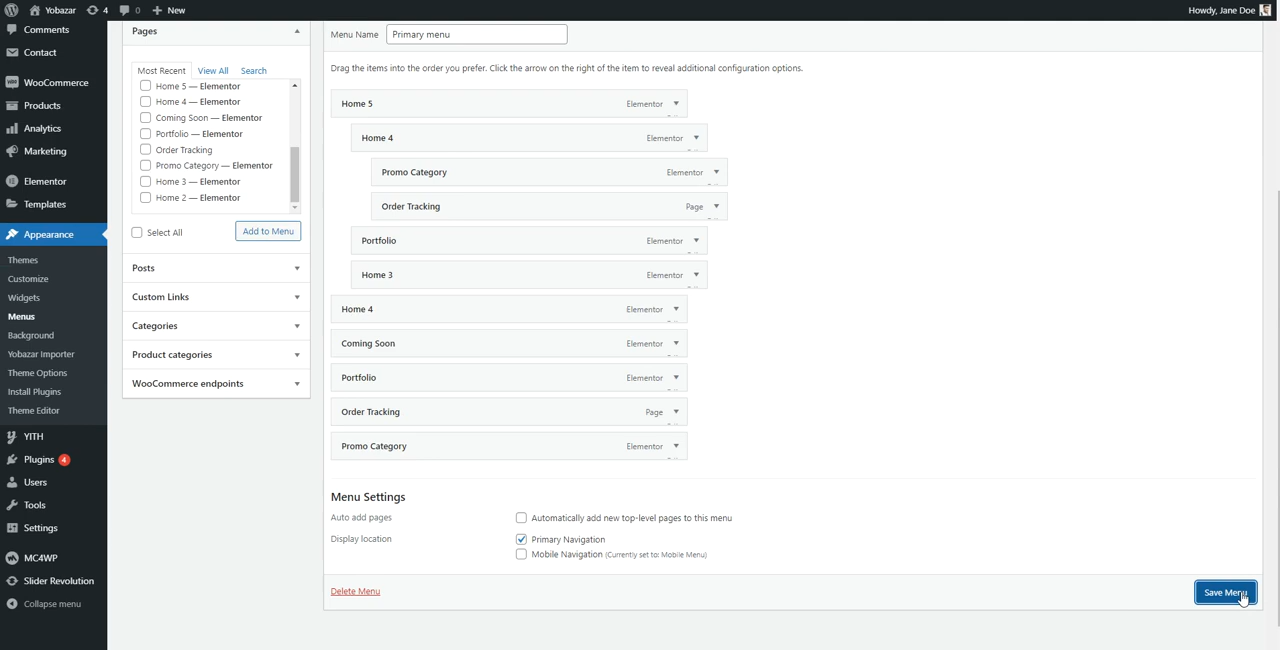 Yobazar 4 0 New Howdy, Jane Doe
Comments
Contact
WooCommerce
Products
Analytics
Marketing
Elementor
Templates
Appearance
Themes
Customize
Widgets
Menus
Background
Yobazar Importer
Theme Options
Install Plugins
Theme Editor
YITH
Plugins 4
Users
Tools
Settings
MC4WP
Slider Revolution
Collapse menu
Pages
Most Recent View All Search
Home 5 — Elementor
Home 4 — Elementor
Coming Soon — Elementor
Portfolio — Elementor
Order Tracking
Promo Category — Elementor
Home 3 — Elementor
Home 2 — Elementor
Select All Add to Menu
Posts
Custom Links
Categories
Product categories
WooCommerce endpoints
Menu Name Primary menu
Drag the items into the order you prefer. Click the arrow on the right of the item to reveal additional configuration options.
Home 5 Elementor
Home 4 Elementor
Promo Category Elementor
Order Tracking Page
Portfolio Elementor
Home 3 Elementor
Home 4 Elementor
Coming Soon Elementor
Portfolio Elementor
Order Tracking Page
Promo Category Elementor
Menu Settings
Auto add pages Automatically add new top-level pages to this menu
Display location Primary Navigation
Mobile Navigation (Currently set to: Mobile Menu)
Delete Menu Save Menu